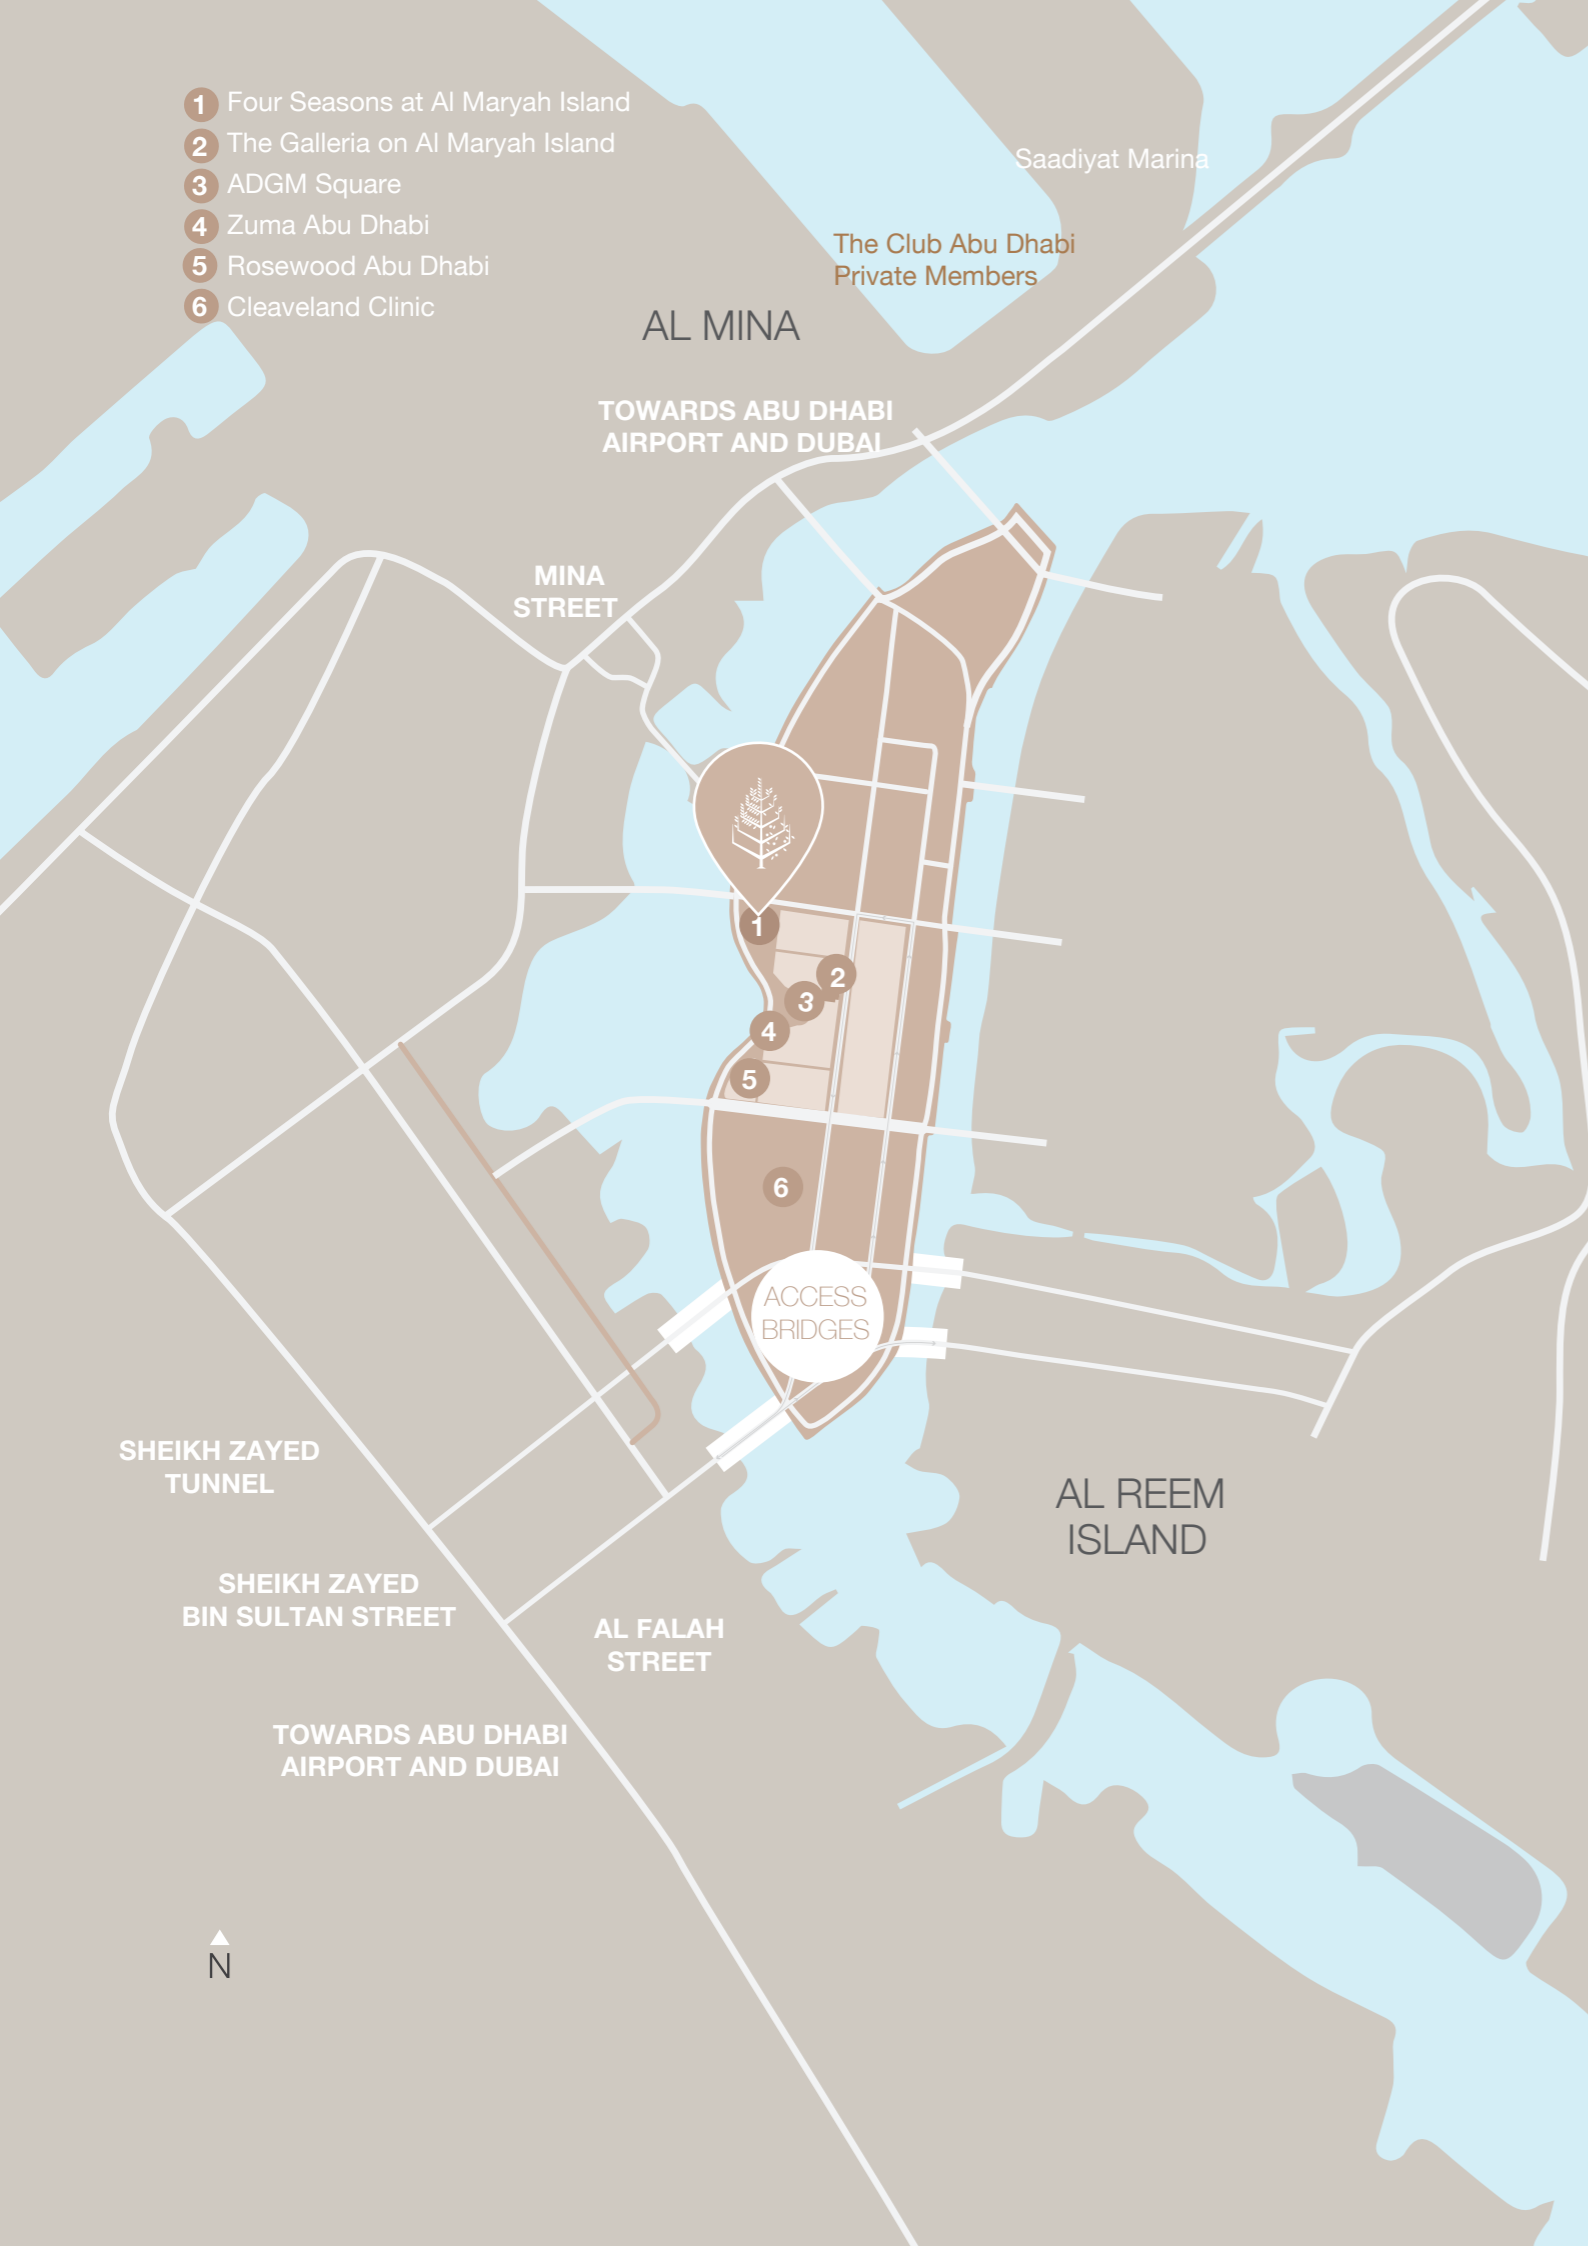 1 Four Seasons at Al Maryah Island
2 The Galleria on Al Maryah Island
3 ADGM Square
4 Zuma Abu Dhabi
5 Rosewood Abu Dhabi
6 Cleaveland Clinic
Saadiyat Marina
The Club Abu Dhabi
Private Members
AL MINA
TOWARDS ABU DHABI
AIRPORT AND DUBAI
MINA
STREET
1
2
3
4
5
6
ACCESS
BRIDGES
SHEIKH ZAYED
TUNNEL
AL REEM
ISLAND
SHEIKH ZAYED
BIN SULTAN STREET
AL FALAH
STREET
TOWARDS ABU DHABI
AIRPORT AND DUBAI
N